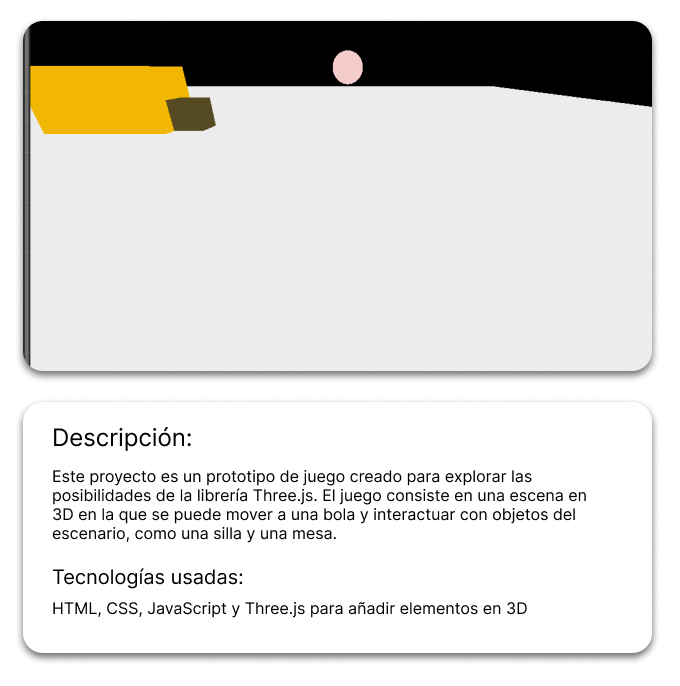 Descripción:
Este proyecto es un prototipo de juego creado para explorar las
posibilidades de la librería Three.js. El juego consiste en una escena en
3D en la que se puede mover a una bola y interactuar con objetos del
escenario, como una silla y una mesa.
Tecnologías usadas:
HTML, CSS, JavaScript y Three.js para añadir elementos en 3D